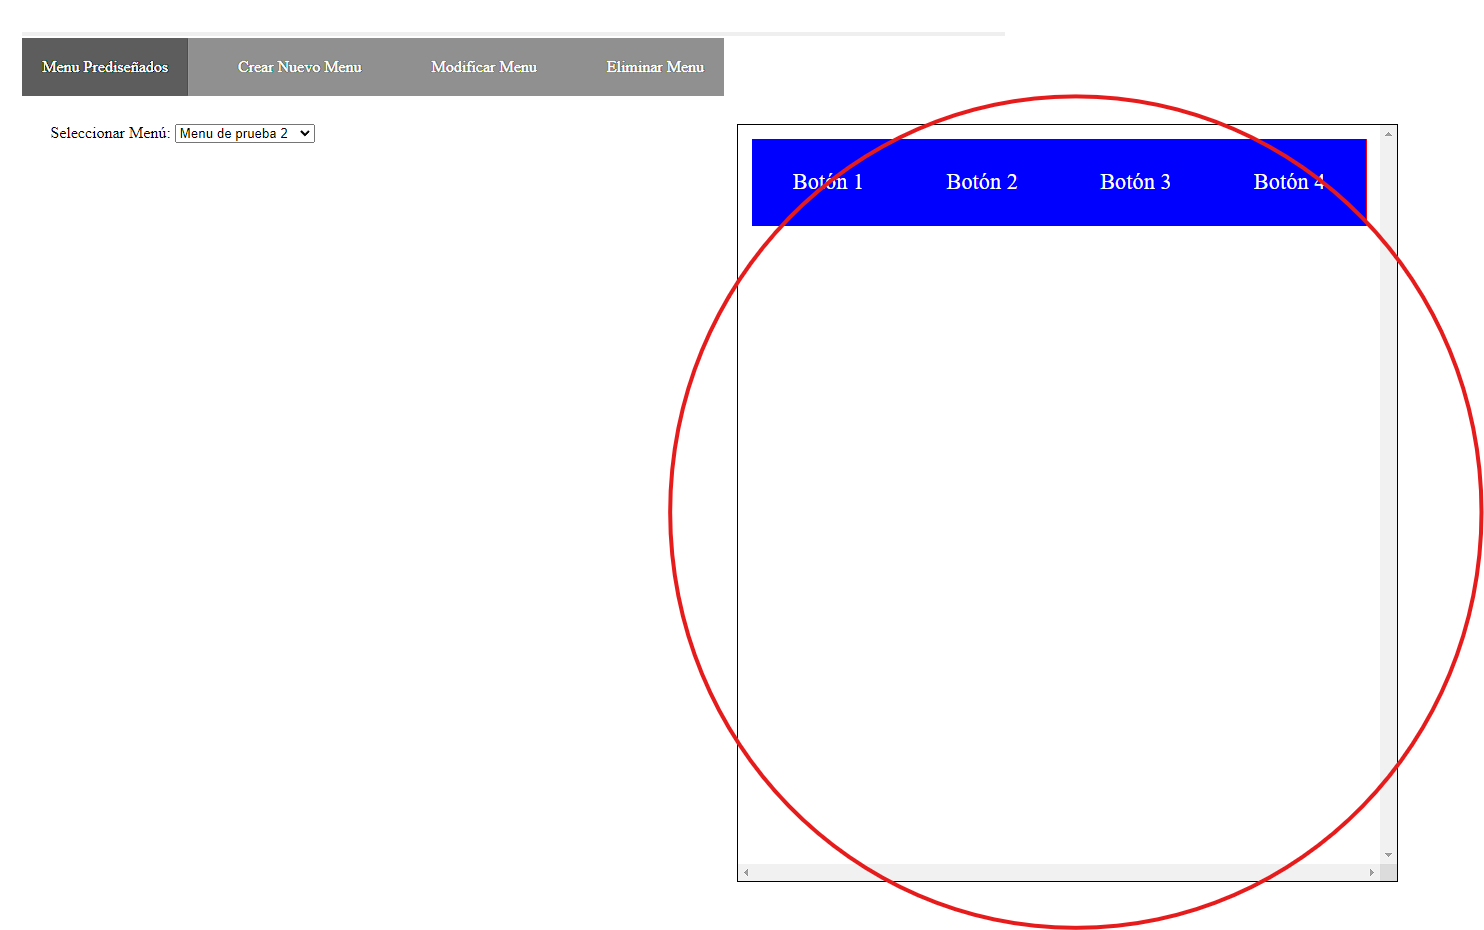 Menu Prediseñados Crear Nuevo Menu Modificar Menu Eliminar Menu
Seleccionar Menú: Menu de prueba 2
Botón 1 Botón 2 Botón 3 Botón 4